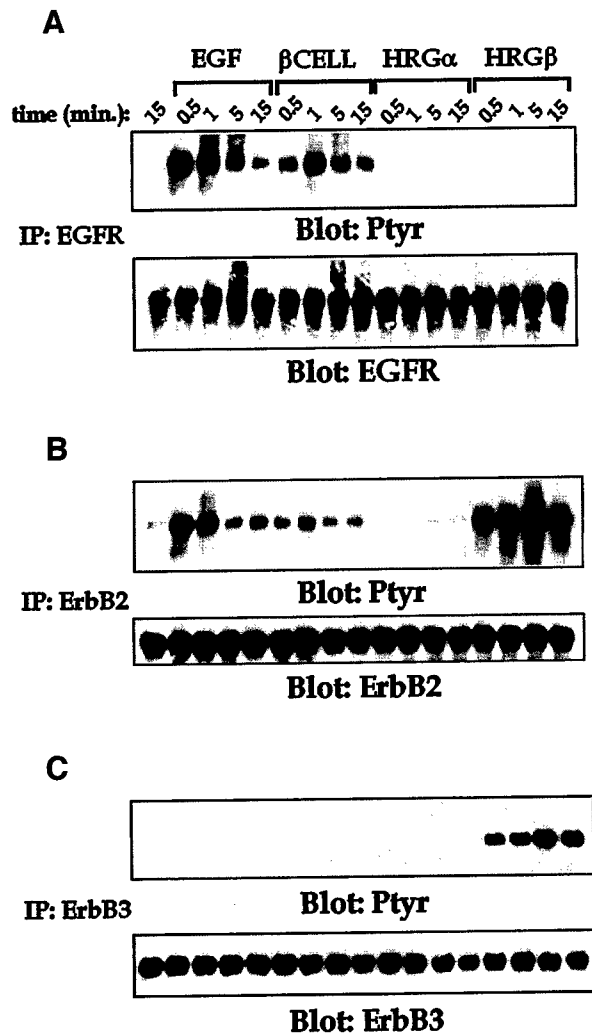 A
EGF βCELL HRGα HRGβ
time (min.): 15 0.5 1 5 15 0.5 1 5 15 0.5 1 5 15 0.5 1 5 15
IP: EGFR
Blot: Ptyr
Blot: EGFR
B
IP: ErbB2
Blot: Ptyr
Blot: ErbB2
C
IP: ErbB3
Blot: Ptyr
Blot: ErbB3